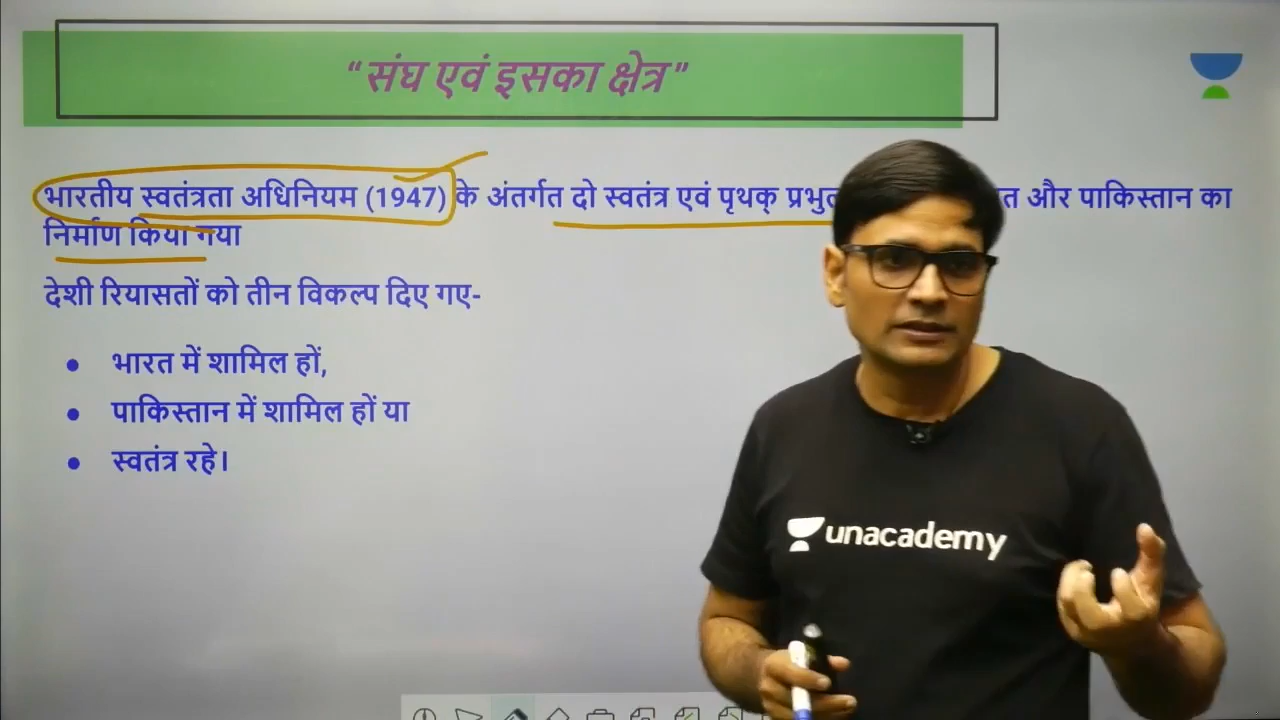 “संघ एवं इसका क्षेत्र”
भारतीय स्वतंत्रता अधिनियम (1947) के अंतर्गत दो स्वतंत्र एवं पृथक् और पाकिस्तान का
निर्माण किया गया
देशी रियासतों को तीन विकल्प दिए गए-
• भारत में शामिल हों,
• पाकिस्तान में शामिल हों या
• स्वतंत्र रहे।
unacademy